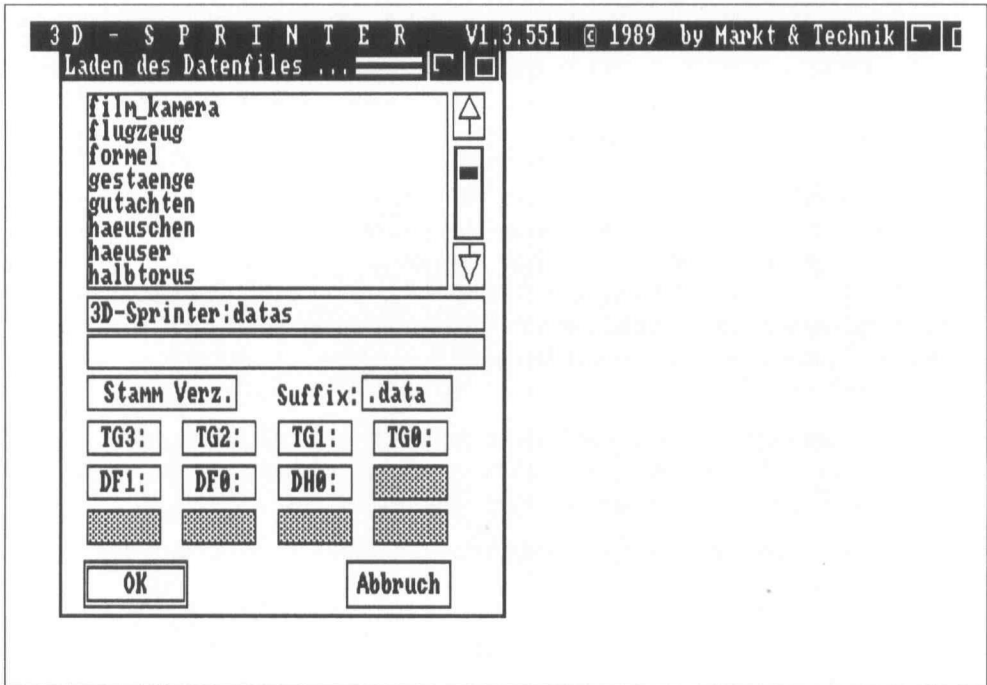 3 D - S P R I N T E R V1.3.551 © 1989 by Markt & Technik
Laden des Datenfiles ...
film_kamera
flugzeug
formel
gestaenge
gutachten
haeuschen
haeuser
halbtorus
3D-Sprinter:datas
Stamm Verz. Suffix: .data
TG3: TG2: TG1: TG0:
DF1: DF0: DH0:
OK Abbruch